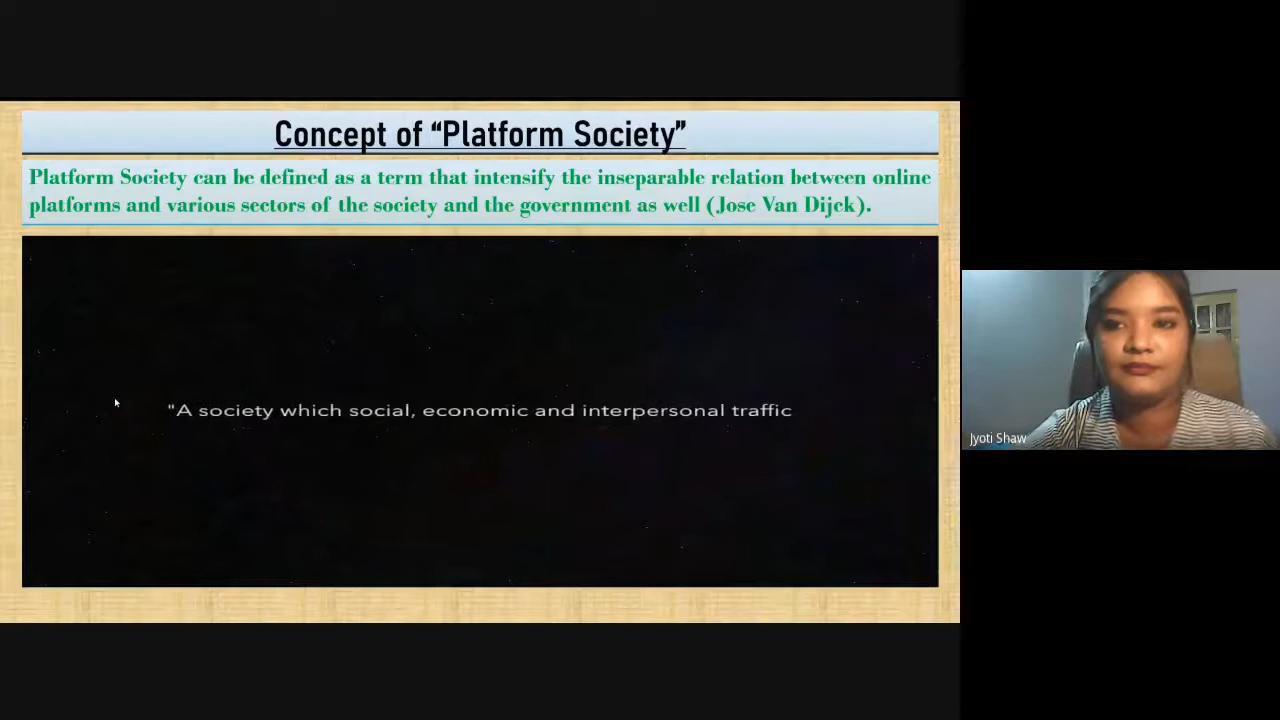 Concept of “Platform Society”
Platform Society can be defined as a term that intensify the inseparable relation between online
platforms and various sectors of the society and the government as well (Jose Van Dijck).
"A society which social, economic and interpersonal traffic
Jyoti Shaw